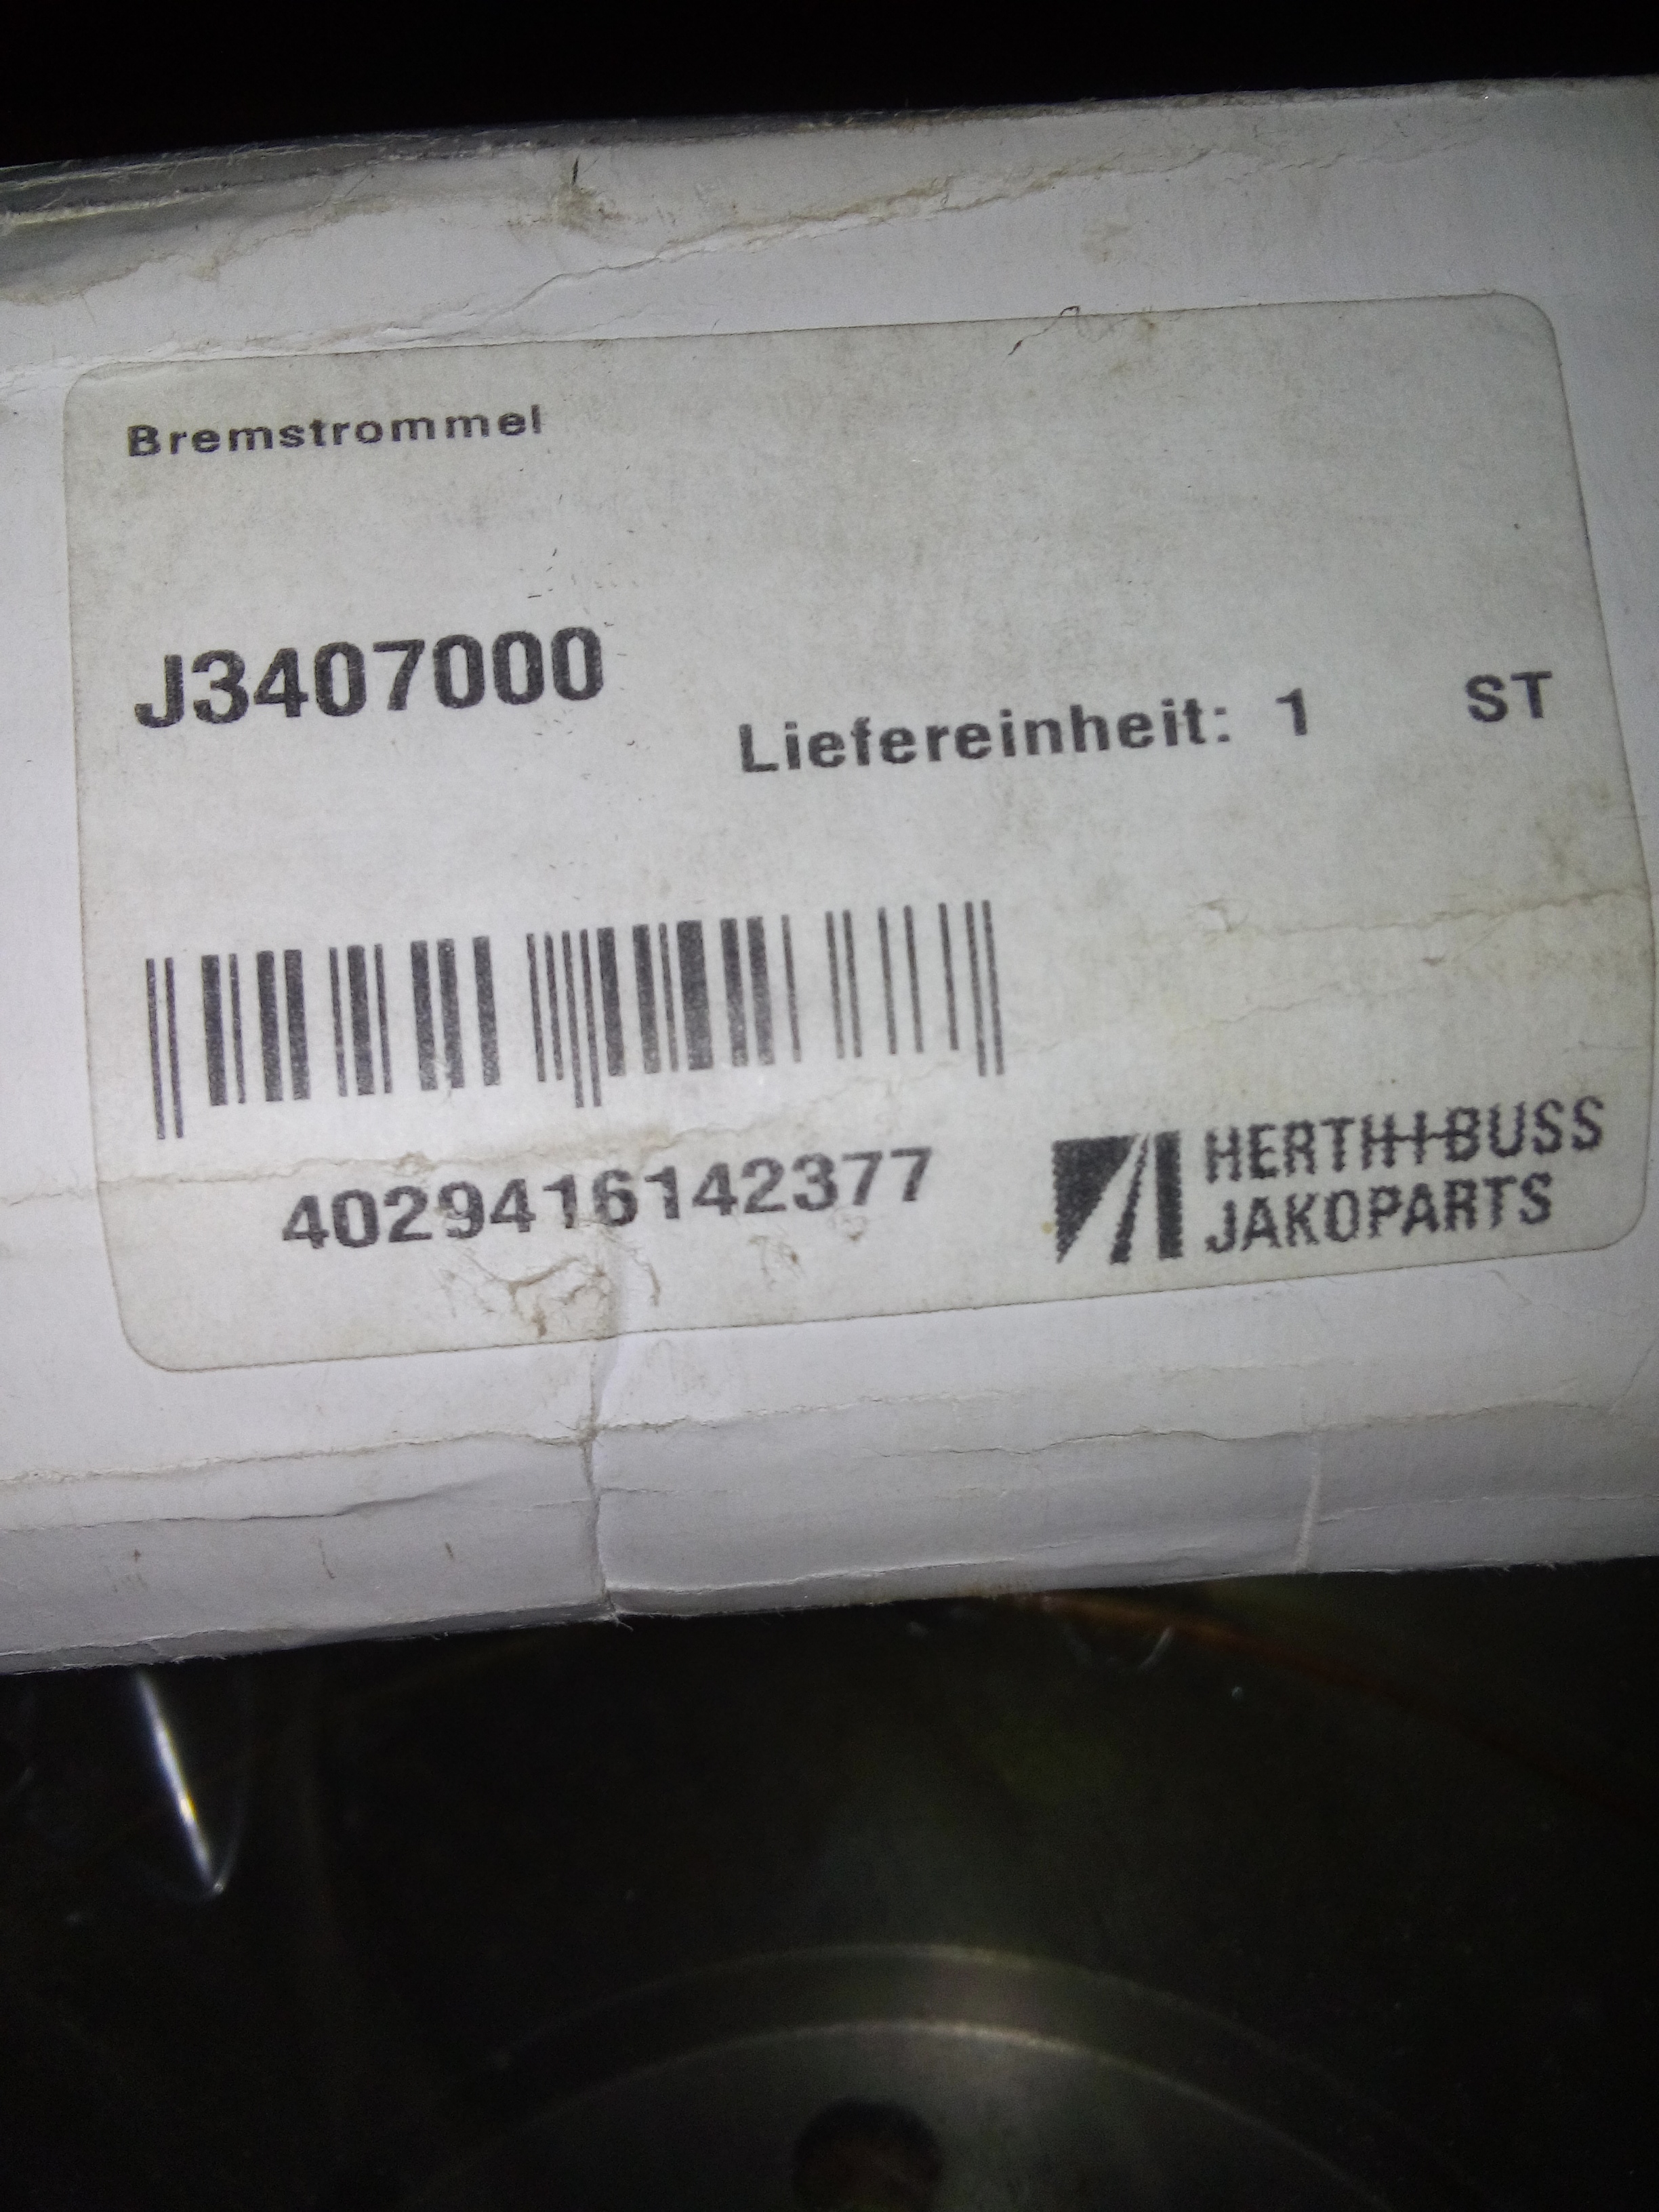 Bremstrommel
J3407000
Liefereinheit: 1 ST
4029416142377
HERTH+BUSS
JAKOPARTS